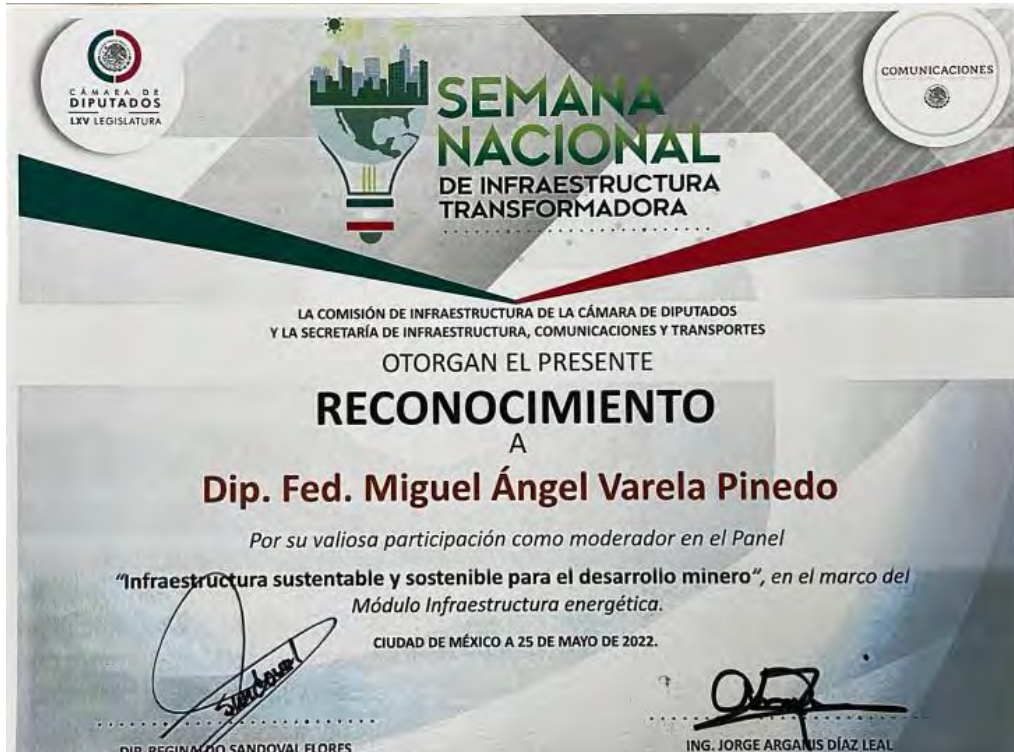 CÁMARA DE
DIPUTADOS
LXV LEGISLATURA
COMUNICACIONES
SEMANA
NACIONAL
DE INFRAESTRUCTURA
TRANSFORMADORA
LA COMISIÓN DE INFRAESTRUCTURA DE LA CÁMARA DE DIPUTADOS
Y LA SECRETARÍA DE INFRAESTRUCTURA, COMUNICACIONES Y TRANSPORTES
OTORGAN EL PRESENTE
RECONOCIMIENTO
A
Dip. Fed. Miguel Ángel Varela Pinedo
Por su valiosa participación como moderador en el Panel
"Infraestructura sustentable y sostenible para el desarrollo minero", en el marco del
Módulo Infraestructura energética.
CIUDAD DE MÉXICO A 25 DE MAYO DE 2022.
Sandoval
DIP. REGINALDO SANDOVAL FLORES
ING. JORGE ARGANIS DÍAZ LEAL